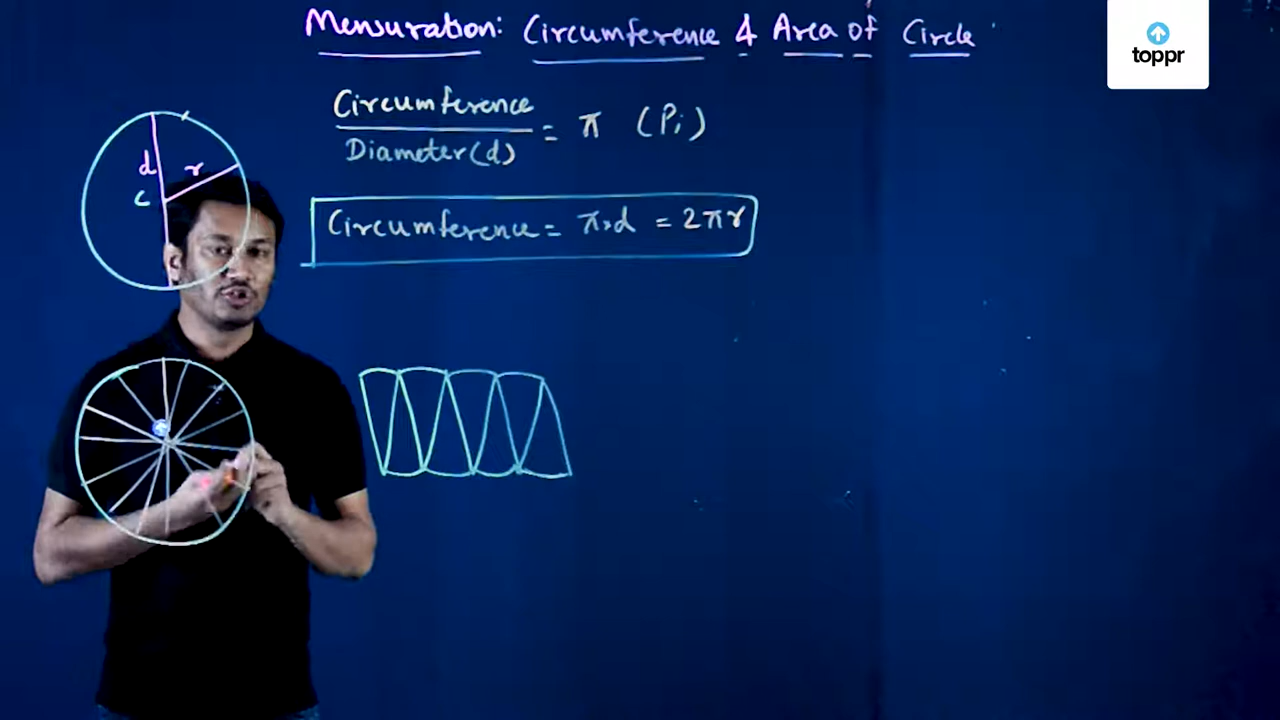 Mensuration: Circumference & Area of Circle
toppr
Circumference
Diameter(d)
= π (Pi)
d
r
C
Circumference = π×d = 2πr